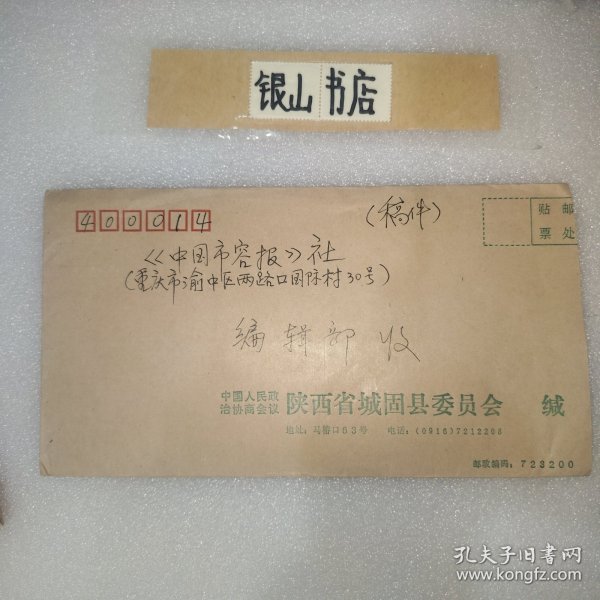 银山 书店
400014
(稿件)
贴邮
票处
《中国市容报》社
(重庆市渝中区两路口国际村30号)
编辑部收
中国人民政
治协商会议 陕西省城固县委员会 缄
地址:马椿口53号 电话:(0916)7212268
邮政编码:723200
孔夫子旧书网
www.kongfz.com